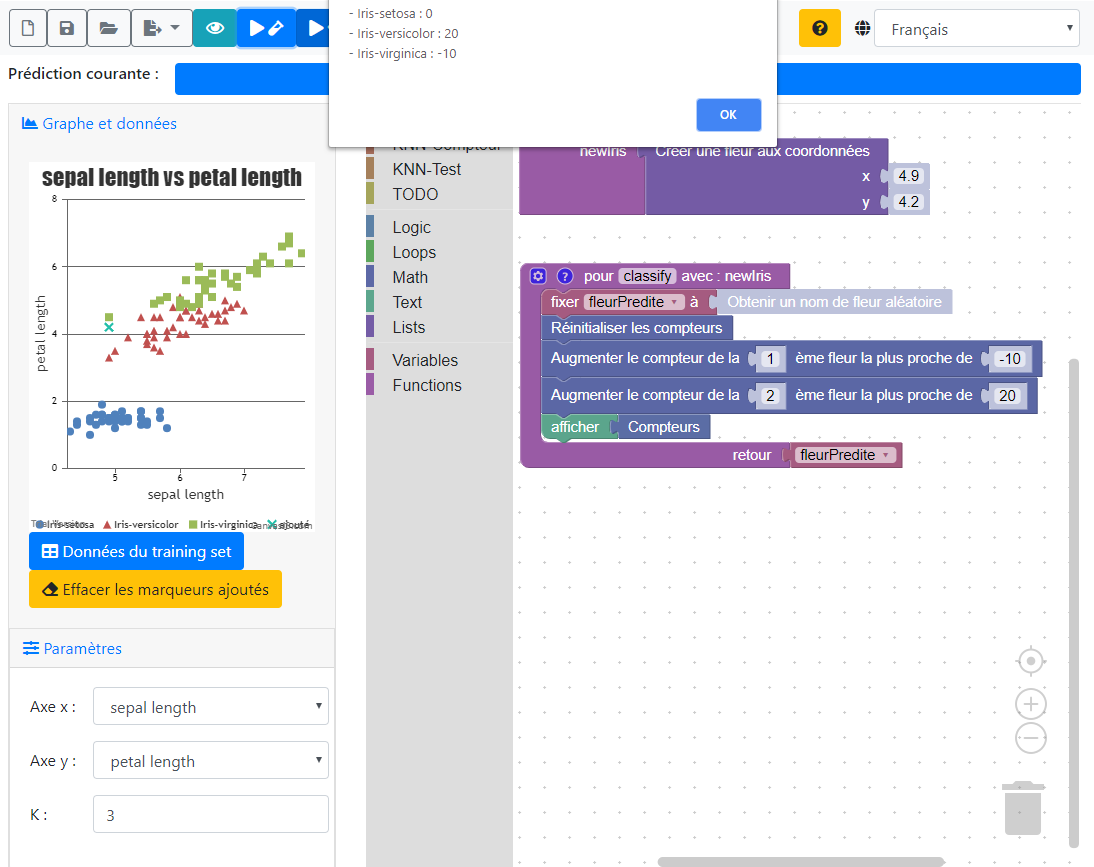 - Iris-setosa : 0
- Iris-versicolor : 20
- Iris-virginica : -10
OK
Français
Prédiction courante :
Graphe et données
sepal length vs petal length
8
6
4
2
0
petal length
5
6
7
sepal length
Iris-setosa
Iris-versicolor
Iris-virginica
ajouté
Données du training set
Effacer les marqueurs ajoutés
Paramètres
Axe x :
sepal length
Axe y :
petal length
K :
3
KNN-Compteur
KNN-Test
TODO
Logic
Loops
Math
Text
Lists
Variables
Functions
newIris
Créer une fleur aux coordonnées
x
4.9
y
4.2
pour classify avec : newIris
fixer fleurPredite à Obtenir un nom de fleur aléatoire
Réinitialiser les compteurs
Augmenter le compteur de la 1 ème fleur la plus proche de -10
Augmenter le compteur de la 2 ème fleur la plus proche de 20
afficher Compteurs
retour fleurPredite